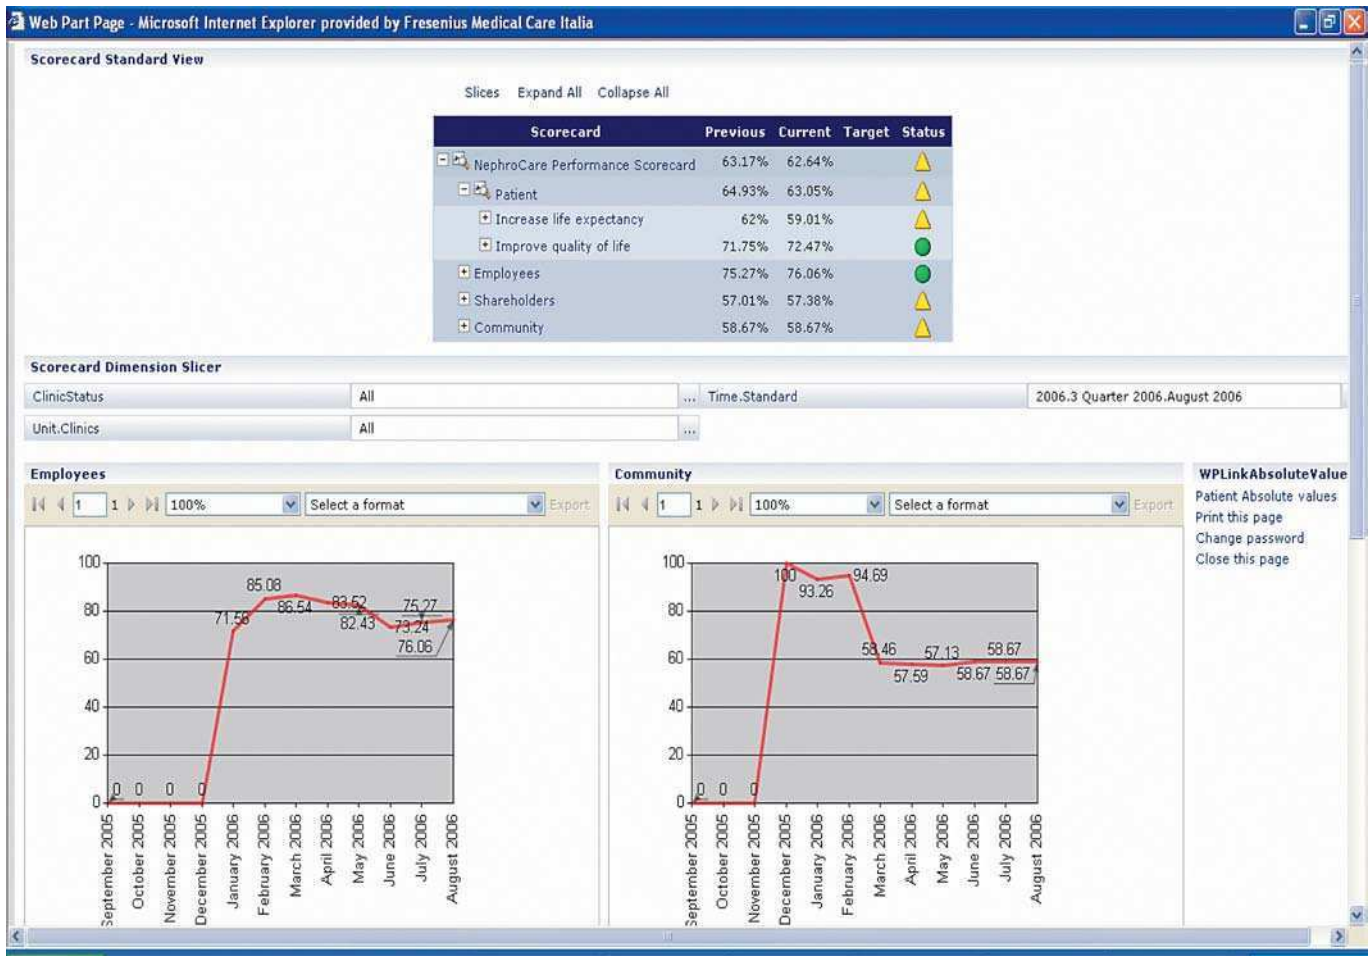 Web Part Page - Microsoft Internet Explorer provided by Fresenius Medical Care Italia
Scorecard Standard View
Slices Expand All Collapse All
Scorecard Previous Current Target Status
NephroCare Performance Scorecard 63.17% 62.64%
Patient 64.93% 63.05%
Increase life expectancy 62% 59.01%
Improve quality of life 71.75% 72.47%
Employees 75.27% 76.06%
Shareholders 57.01% 57.38%
Community 58.67% 58.67%
Scorecard Dimension Slicer
ClinicStatus All ... Time.Standard 2006.3 Quarter 2006.August 2006
Unit.Clinics All ...
Employees
1 1 100% Select a format Export
100
80
60
40
20
0
0 0 0 0 71.56 85.08 86.54 83.52 82.43 73.24 75.27 76.06
September 2005
October 2005
November 2005
December 2005
January 2006
February 2006
March 2006
April 2006
May 2006
June 2006
July 2006
August 2006
Community
1 1 100% Select a format Export
100
80
60
40
20
0
0 0 0 100 93.26 94.69 58.46 57.59 57.13 58.67 58.67 58.67
September 2005
October 2005
November 2005
December 2005
January 2006
February 2006
March 2006
April 2006
May 2006
June 2006
July 2006
August 2006
WPLinkAbsoluteValue
Patient Absolute values
Print this page
Change password
Close this page